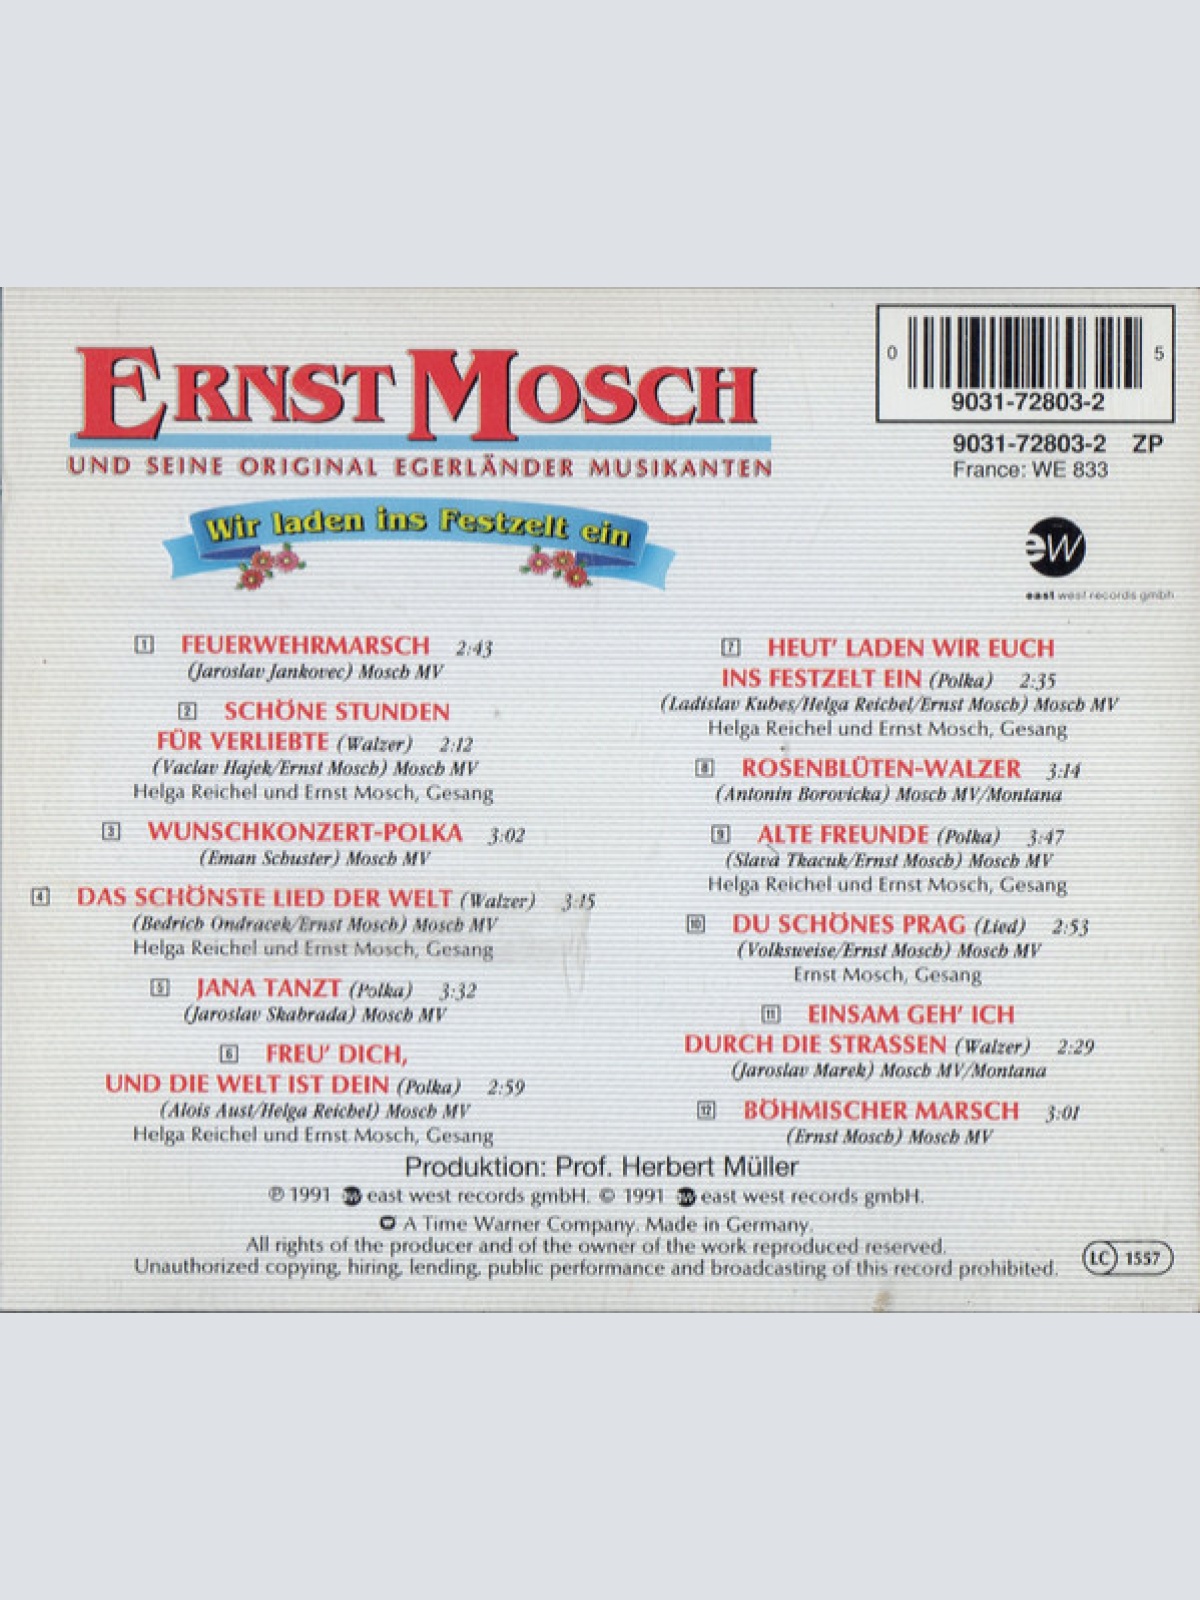 ERNST MOSCH
UND SEINE ORIGINAL EGERLÄNDER MUSIKANTEN
Wir laden ins Festzelt ein
0 5
9031-72803-2
9031-72803-2 ZP
France: WE 833
ew
east west records gmbh
1 FEUERWEHRMARSCH 2:43
(Jaroslav Jankovec) Mosch MV
2 SCHÖNE STUNDEN
FÜR VERLIEBTE (Walzer) 2:12
(Vaclav Hajek/Ernst Mosch) Mosch MV
Helga Reichel und Ernst Mosch, Gesang
3 WUNSCHKONZERT-POLKA 3:02
(Eman Schuster) Mosch MV
4 DAS SCHÖNSTE LIED DER WELT (Walzer) 3:15
(Bedrich Ondracek/Ernst Mosch) Mosch MV
Helga Reichel und Ernst Mosch, Gesang
5 JANA TANZT (Polka) 3:32
(Jaroslav Skabrada) Mosch MV
6 FREU' DICH,
UND DIE WELT IST DEIN (Polka) 2:59
(Alois Aust/Helga Reichel) Mosch MV
Helga Reichel und Ernst Mosch, Gesang
7 HEUT' LADEN WIR EUCH
INS FESTZELT EIN (Polka) 2:35
(Ladislav Kubes/Helga Reichel/Ernst Mosch) Mosch MV
Helga Reichel und Ernst Mosch, Gesang
8 ROSENBLÜTEN-WALZER 3:14
(Antonin Borovicka) Mosch MV/Montana
9 ALTE FREUNDE (Polka) 3:47
(Slava Tkacuk/Ernst Mosch) Mosch MV
Helga Reichel und Ernst Mosch, Gesang
10 DU SCHÖNES PRAG (Lied) 2:53
(Volksweise/Ernst Mosch) Mosch MV
Ernst Mosch, Gesang
11 EINSAM GEH' ICH
DURCH DIE STRASSEN (Walzer) 2:29
(Jaroslav Marek) Mosch MV/Montana
12 BÖHMISCHER MARSCH 3:01
(Ernst Mosch) Mosch MV
Produktion: Prof. Herbert Müller
℗ 1991 ew east west records gmbH. © 1991 ew east west records gmbH.
A Time Warner Company. Made in Germany.
All rights of the producer and of the owner of the work reproduced reserved.
Unauthorized copying, hiring, lending, public performance and broadcasting of this record prohibited.
LC 1557